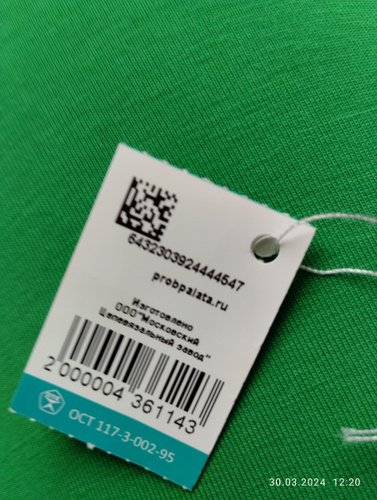 6432303924444547
probpalata.ru
Изготовлено
ООО"Московский
Цепевязальный завод"
2 000004 361143
ОСТ 117-3-002-95
30.03.2024 12:20